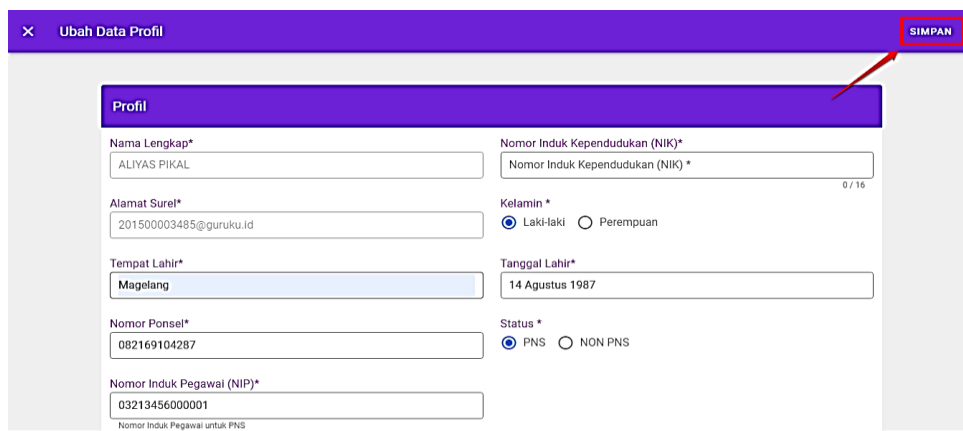 Ubah Data Profil
SIMPAN
Profil
Nama Lengkap*
ALIYAS PIKAL
Nomor Induk Kependudukan (NIK)*
Nomor Induk Kependudukan (NIK) *
0 / 16
Alamat Surel*
201500003485@guruku.id
Kelamin *
Laki-laki Perempuan
Tempat Lahir*
Magelang
Tanggal Lahir*
14 Agustus 1987
Nomor Ponsel*
082169104287
Status *
PNS NON PNS
Nomor Induk Pegawai (NIP)*
03213456000001
Nomor Induk Pegawai untuk PNS